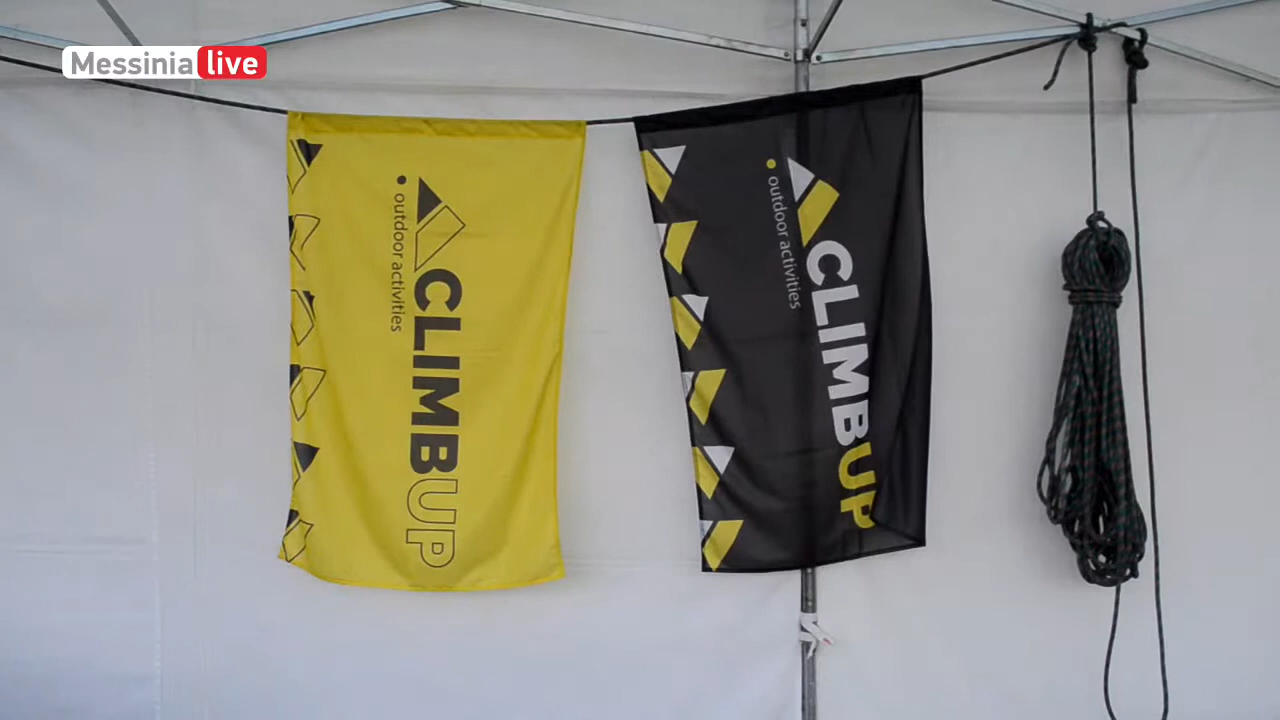 Messinia live
CLIMBUP
• outdoor activities
CLIMBUP
• outdoor activities